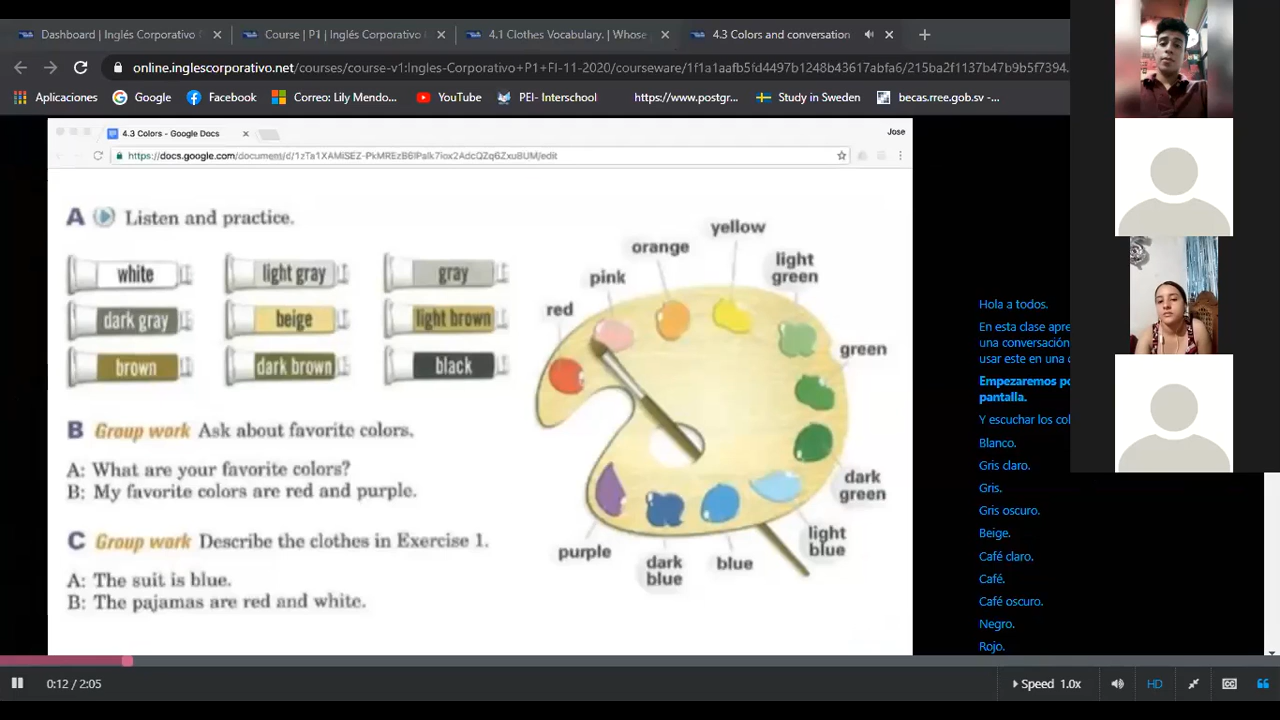 Dashboard | Inglés Corporativo
Course | P1 | Inglés Corporativo
4.1 Clothes Vocabulary. | Whose
4.3 Colors and conversation
online.inglescorporativo.net/courses/course-v1:Ingles-Corporativo+P1+FI-11-2020/courseware/1f1a1aafb5fd4497b1248b43617abfa6/215ba2f1137b47b9b5f7394.
Aplicaciones
Google
Facebook
Correo: Lily Mendo...
YouTube
PEI- Interschool
https://www.postgr...
Study in Sweden
becas.rree.gob.sv -...
4.3 Colors - Google Docs
Jose
A Listen and practice.
white
light gray
gray
dark gray
beige
light brown
brown
dark brown
black
B Group work Ask about favorite colors.
A: What are your favorite colors?
B: My favorite colors are red and purple.
C Group work Describe the clothes in Exercise 1.
A: The suit is blue.
B: The pajamas are red and white.
red
pink
orange
yellow
light
green
green
dark
green
light
blue
blue
dark
blue
purple
Hola a todos.
En esta clase apre
una conversación
usar este en una
Empezaremos
pantalla.
Y escuchar los
Blanco.
Gris claro.
Gris.
Gris oscuro.
Beige.
Café claro.
Café.
Café oscuro.
Negro.
Rojo.
0:12 / 2:05
Speed 1.0x
HD
CC